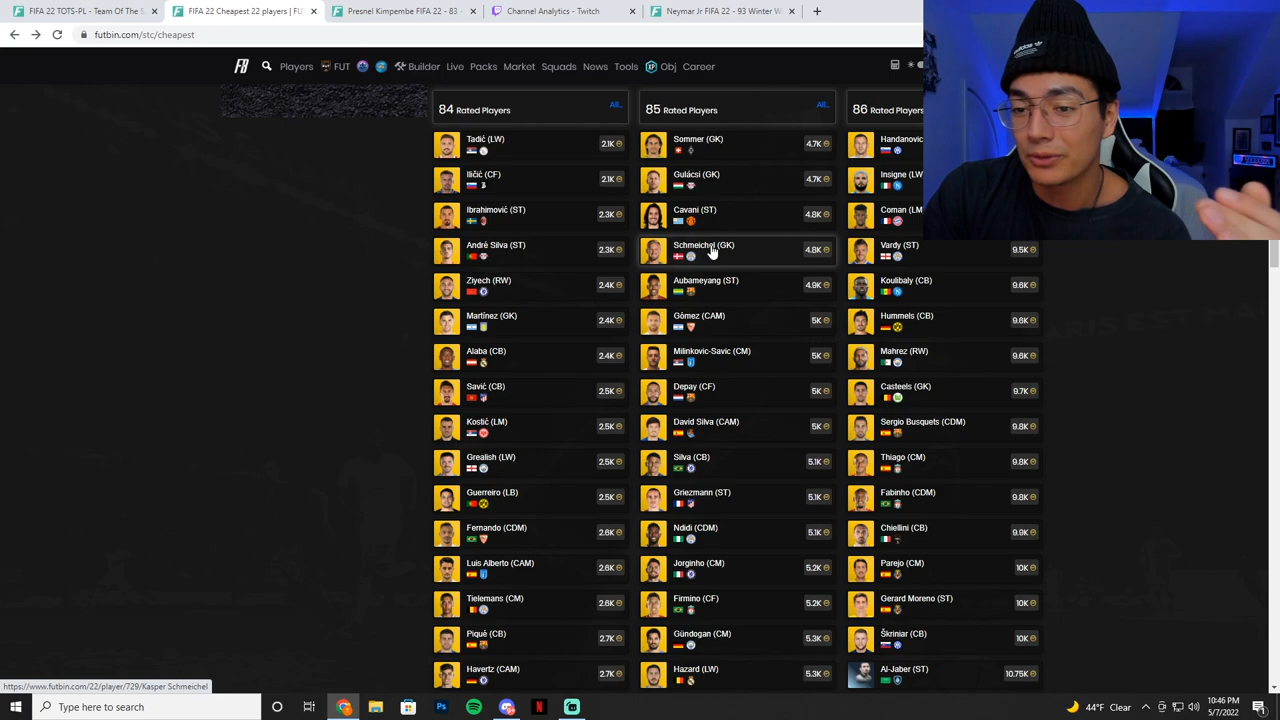 FIFA 22 TOTS-PL - Team Of The S
FIFA 22 Cheapest 22 players | FU
Presnel Kimpembe FIFA 22 - 83 -
Channel Analytics - Twitch
Neymar Jr FIFA 22 - 93 Winter W
futbin.com/stc/cheapest
FB Players FUT Builder Live Packs Market Squads News Tools Obj Career
84 Rated Players All..
Tadić (LW) 2.1K
Iličić (CF) 2.1K
Ibrahimović (ST) 2.3K
André Silva (ST) 2.3K
Ziyech (RW) 2.4K
Martínez (GK) 2.4K
Alaba (CB) 2.4K
Savić (CB) 2.5K
Kostić (LM) 2.5K
Grealish (LW) 2.5K
Guerreiro (LB) 2.5K
Fernando (CDM) 2.6K
Luis Alberto (CAM) 2.6K
Tielemans (CM) 2.6K
Piqué (CB) 2.7K
Havertz (CAM) 2.7K
85 Rated Players All..
Sommer (GK) 4.7K
Gulácsi (GK) 4.7K
Cavani (ST) 4.8K
Schmeichel (GK) 4.8K
Aubameyang (ST) 4.9K
Gómez (CAM) 5K
Milinkovic-Savic (CM) 5K
Depay (CF) 5K
David Silva (CAM) 5K
Silva (CB) 5.1K
Griezmann (ST) 5.1K
Ndidi (CDM) 5.1K
Jorginho (CM) 5.2K
Firmino (CF) 5.2K
Gündogan (CM) 5.3K
Hazard (LW) 5.3K
86 Rated Players
Handanovic
Insigne (LW
Coman (LM
Vardy (ST) 9.5K
Koulibaly (CB) 9.6K
Hummels (CB) 9.6K
Mahrez (RW) 9.6K
Casteels (GK) 9.7K
Sergio Busquets (CDM) 9.8K
Thiago (CM) 9.8K
Fabinho (CDM) 9.8K
Chiellini (CB) 9.9K
Parejo (CM) 10K
Gerard Moreno (ST) 10K
Škriniar (CB) 10K
Al-Jaber (ST) 10.75K
adidas
https://www.futbin.com/22/player/729/Kasper Schmeichel
Type here to search
44°F Clear
10:46 PM
5/7/2022